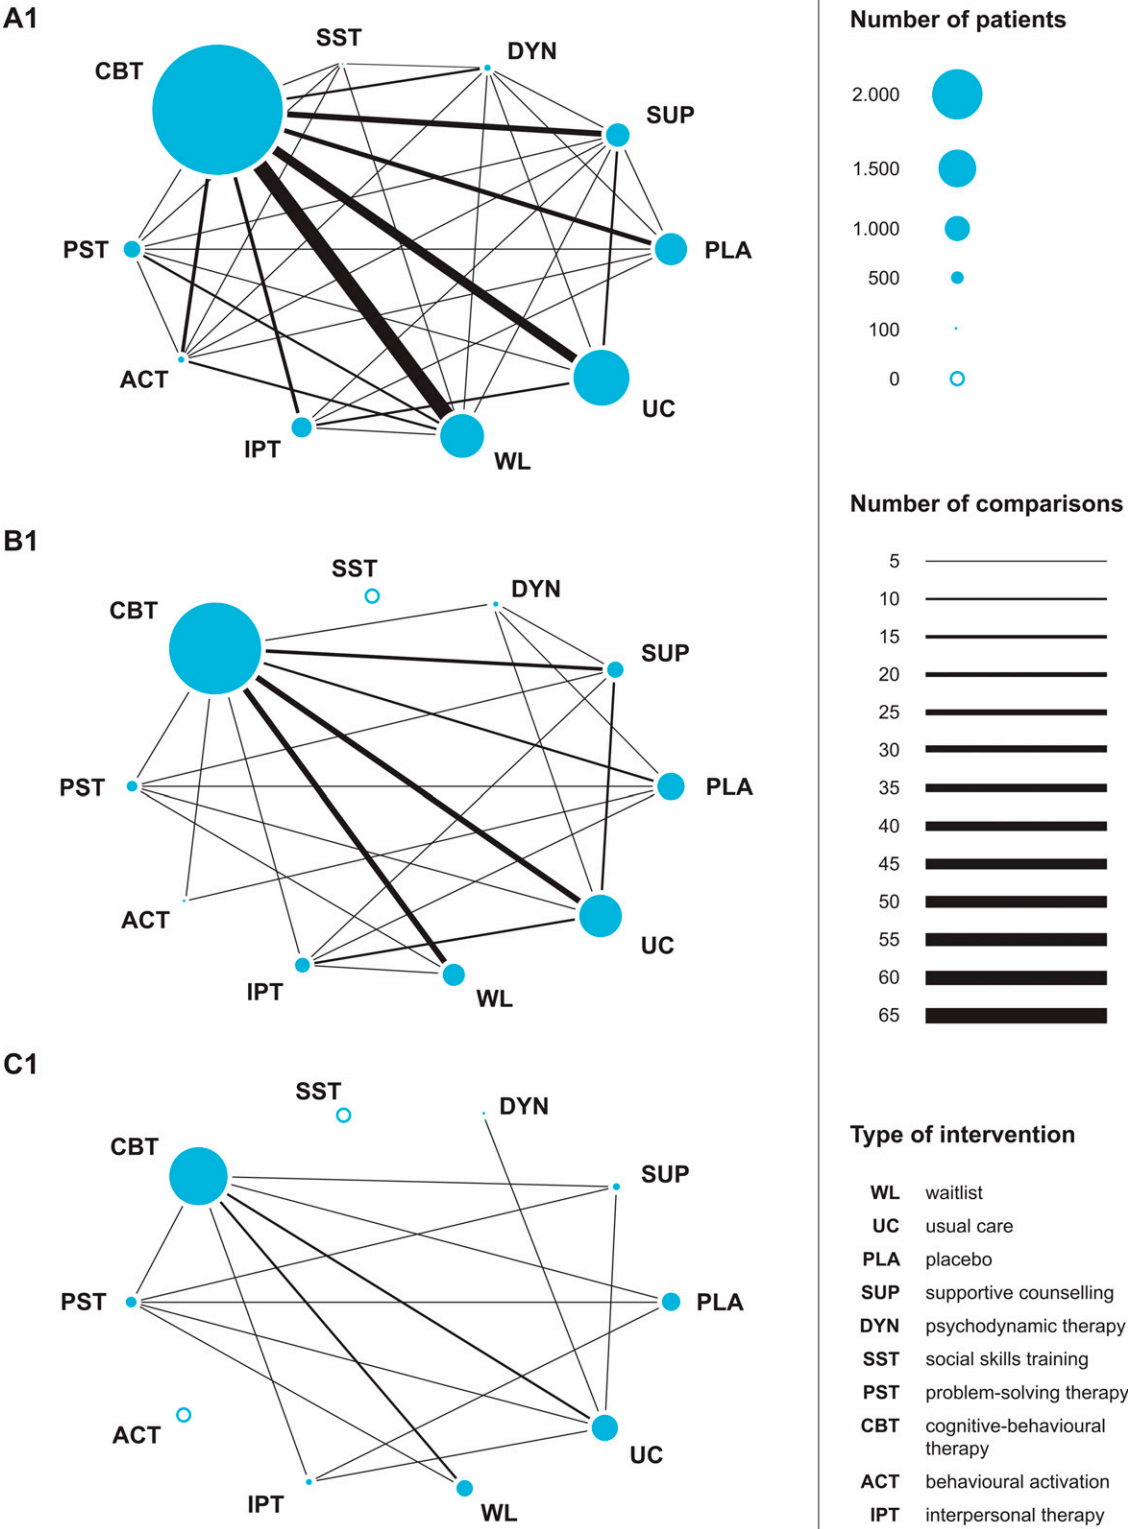 A1
SST
DYN
CBT
SUP
PST
PLA
ACT
UC
IPT
WL
B1
SST
DYN
CBT
SUP
PST
PLA
ACT
UC
IPT
WL
C1
SST
DYN
CBT
SUP
PST
PLA
ACT
UC
IPT
WL
Number of patients
2.000
1.500
1.000
500
100
0
Number of comparisons
5
10
15
20
25
30
35
40
45
50
55
60
65
Type of intervention
WL waitlist
UC usual care
PLA placebo
SUP supportive counselling
DYN psychodynamic therapy
SST social skills training
PST problem-solving therapy
CBT cognitive-behavioural
therapy
ACT behavioural activation
IPT interpersonal therapy